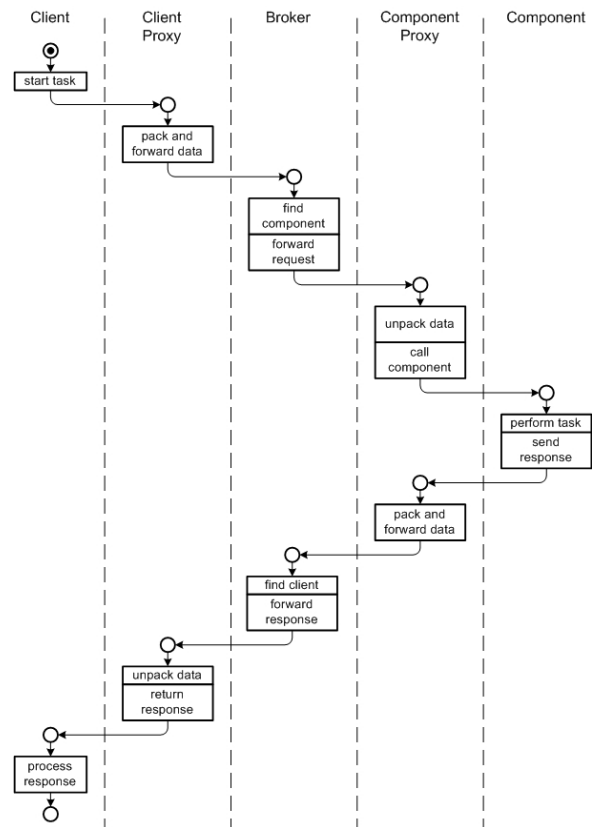 Client
Client
Proxy
Broker
Component
Proxy
Component
start task
pack and
forward data
find
component
forward
request
unpack data
call
component
perform task
send
response
pack and
forward data
find client
forward
response
unpack data
return
response
process
response